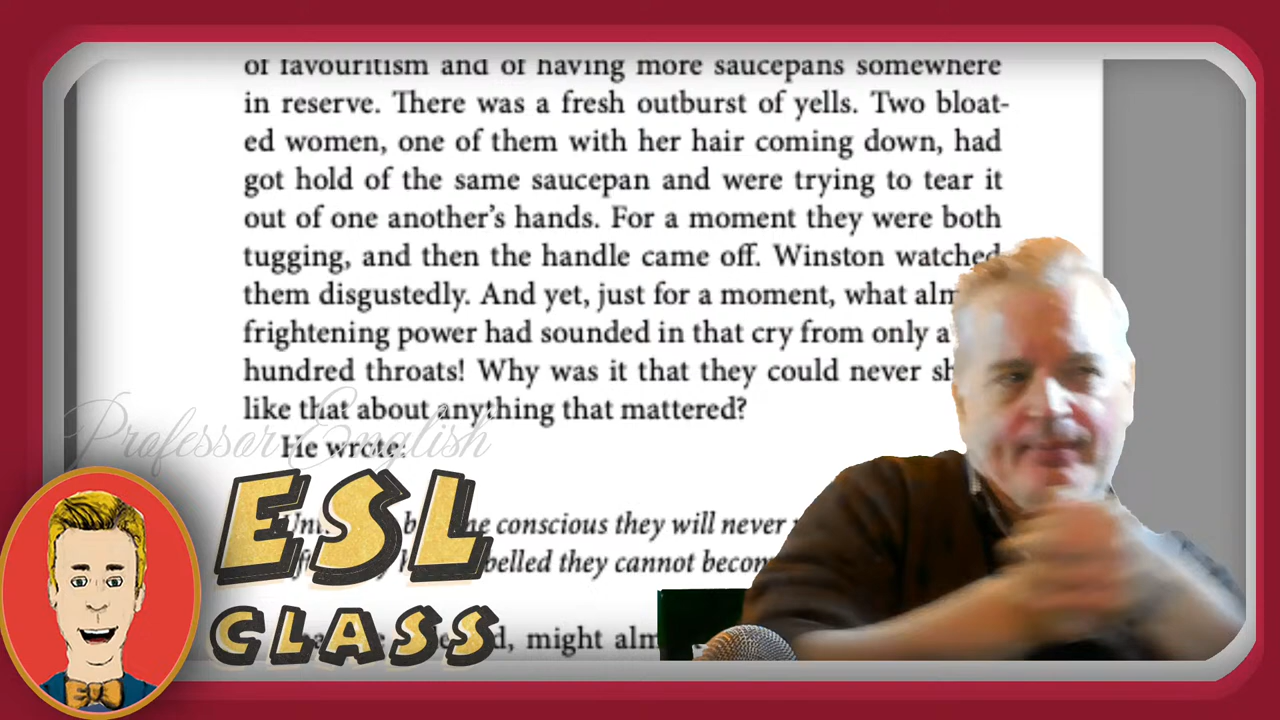 of favouritism and of having more saucepans somewhere
in reserve. There was a fresh outburst of yells. Two bloat-
ed women, one of them with her hair coming down, had
got hold of the same saucepan and were trying to tear it
out of one another's hands. For a moment they were both
tugging, and then the handle came off. Winston watched
them disgustedly. And yet, just for a moment, what
frightening power had sounded in that cry from only
hundred throats! Why was it that they could never
like that about anything that mattered?
Professor English
He wrote:
ESL
conscious they will never
they cannot
CLASS
might